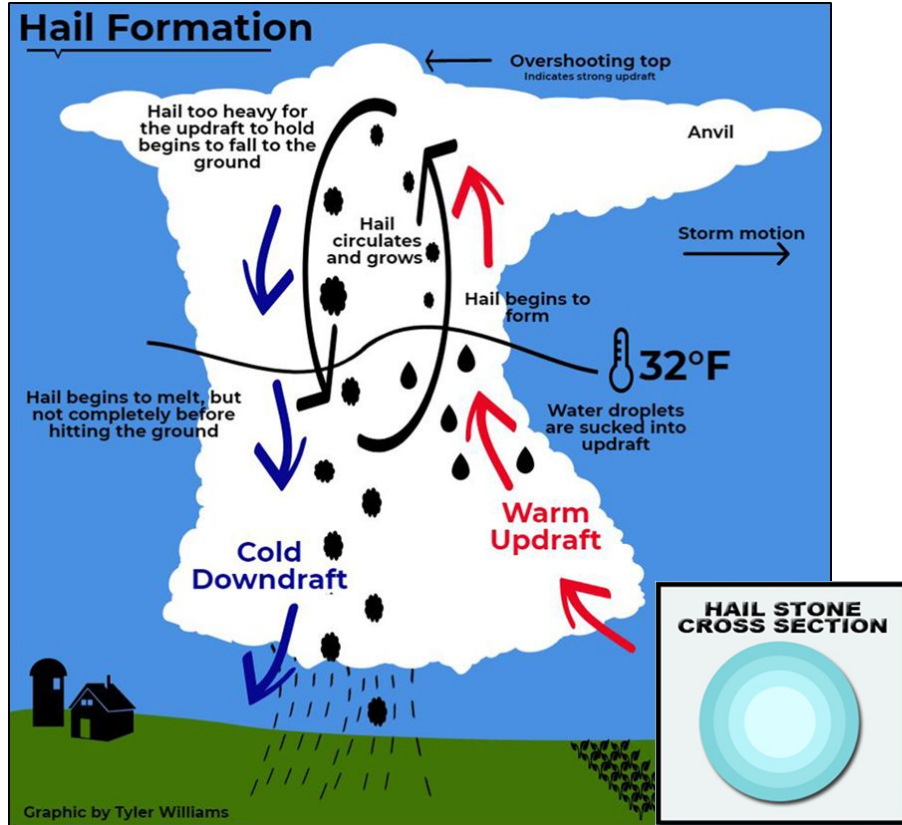 Hail Formation
Overshooting top
Indicates strong updraft
Hail too heavy for
the updraft to hold
begins to fall to the
ground
Anvil
Hail
circulates
and grows
Storm motion
Hail begins to
form
32°F
Hail begins to melt, but
not completely before
hitting the ground
Water droplets
are sucked into
updraft
Warm
Updraft
Cold
Downdraft
HAIL STONE
CROSS SECTION
Graphic by Tyler Williams